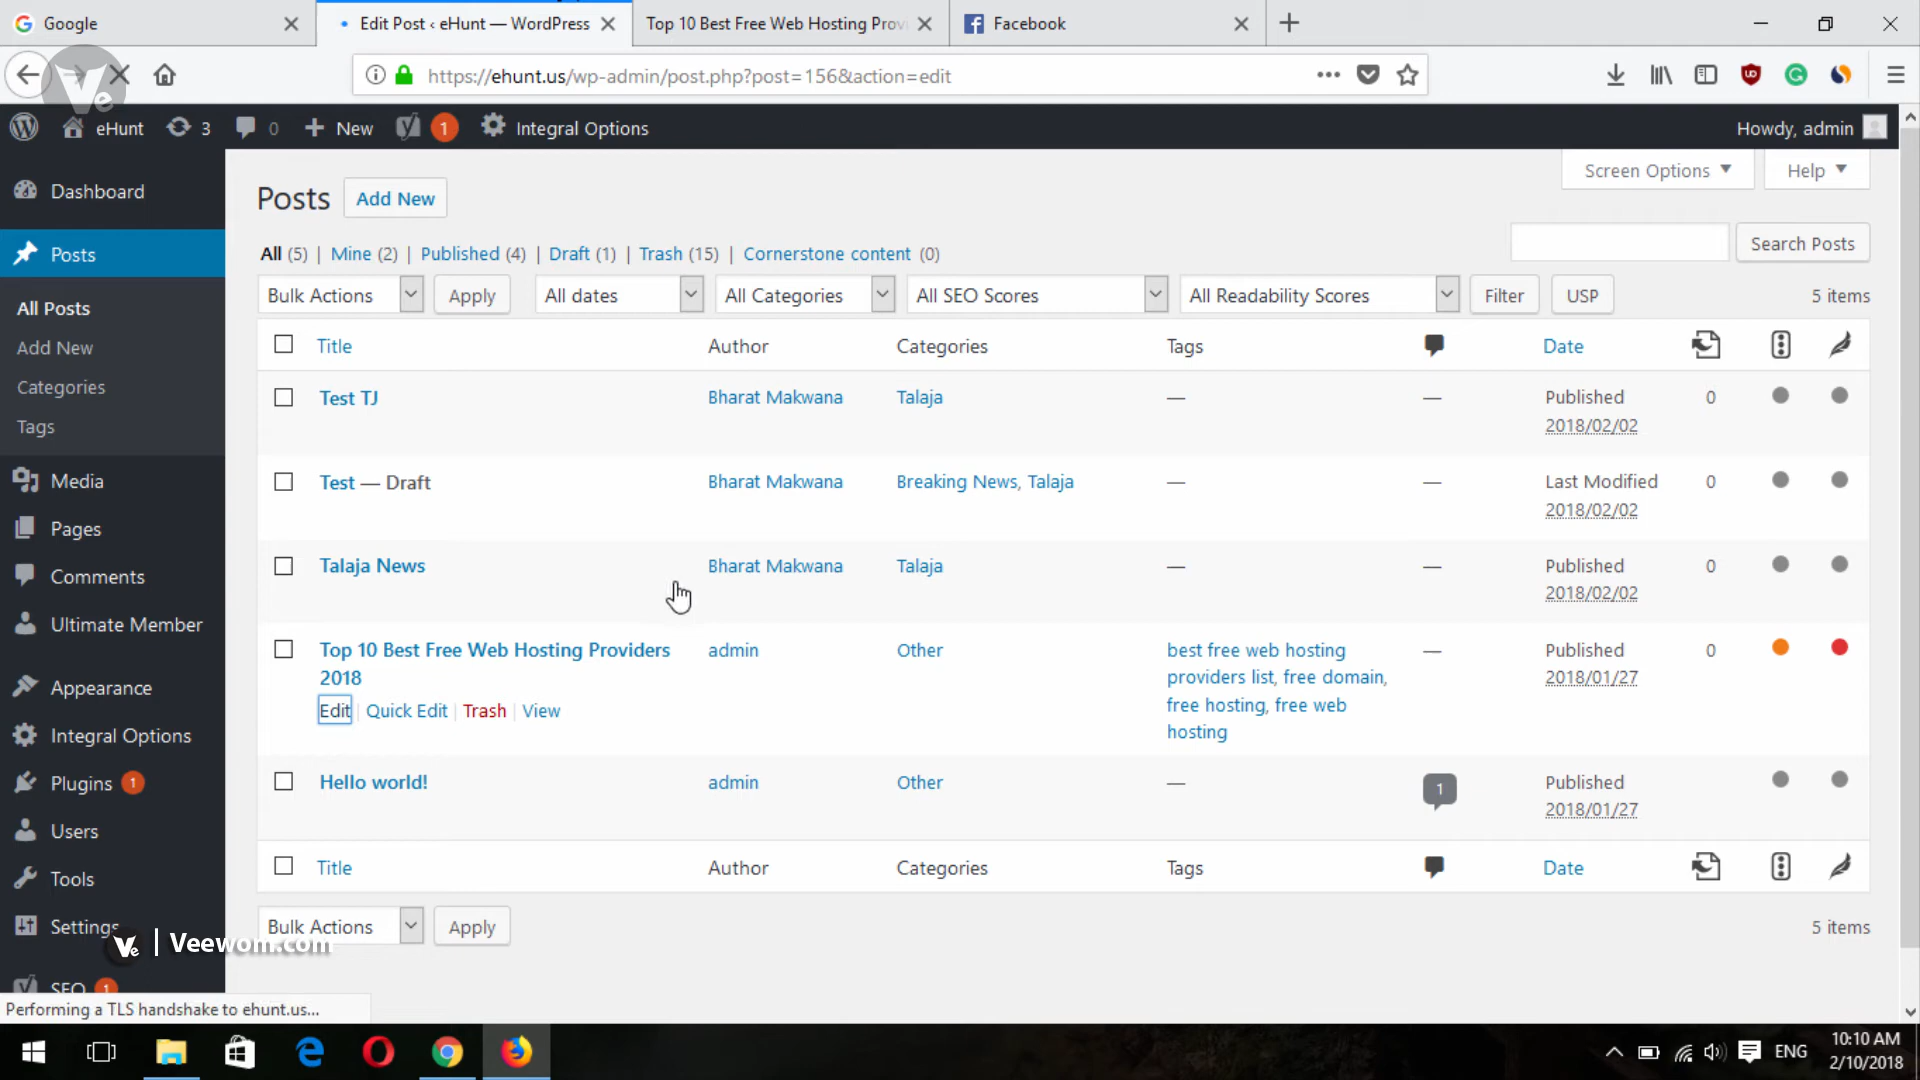 Google
Edit Post ‹ eHunt — WordPress
Top 10 Best Free Web Hosting Prov
Facebook
https://ehunt.us/wp-admin/post.php?post=156&action=edit
Ve
eHunt
3
0
New
1
Integral Options
Howdy, admin
Screen Options
Help
Dashboard
Posts
All Posts
Add New
Categories
Tags
Media
Pages
Comments
Ultimate Member
Appearance
Integral Options
Plugins 1
Users
Tools
Settings
SEO 1
Posts
Add New
All (5) | Mine (2) | Published (4) | Draft (1) | Trash (15) | Cornerstone content (0)
Search Posts
Bulk Actions
Apply
All dates
All Categories
All SEO Scores
All Readability Scores
Filter
USP
5 items
Title Author Categories Tags Date
Test TJ Bharat Makwana Talaja — — Published 0
2018/02/02
Test — Draft Bharat Makwana Breaking News, Talaja — — Last Modified 0
2018/02/02
Talaja News Bharat Makwana Talaja — — Published 0
2018/02/02
Top 10 Best Free Web Hosting Providers admin Other best free web hosting — Published 0
2018 providers list, free domain, 2018/01/27
Edit | Quick Edit | Trash | View free hosting, free web
hosting
Hello world! admin Other — 1 Published
2018/01/27
Title Author Categories Tags Date
Bulk Actions
Apply
5 items
Ve | Veewom.com
Performing a TLS handshake to ehunt.us...
ENG
10:10 AM
2/10/2018